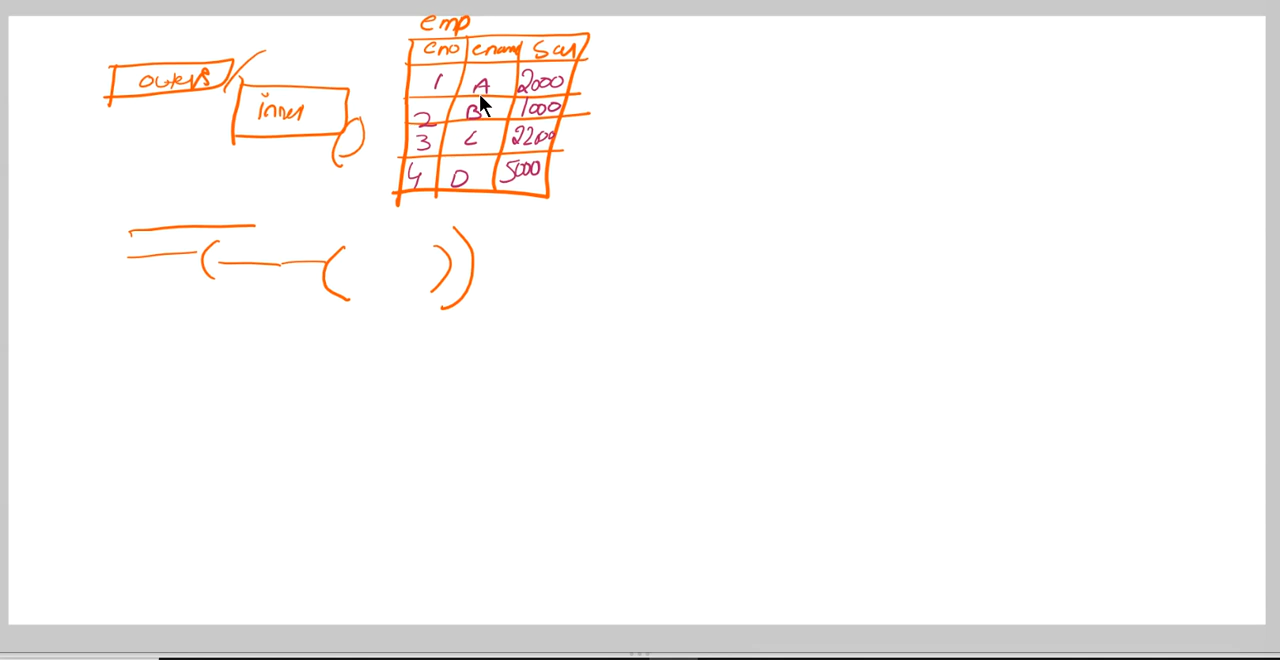 emp
eno ename Sal
outer
inner
1 A 2000
2 B 1000
3 C 2200
4 D 5000